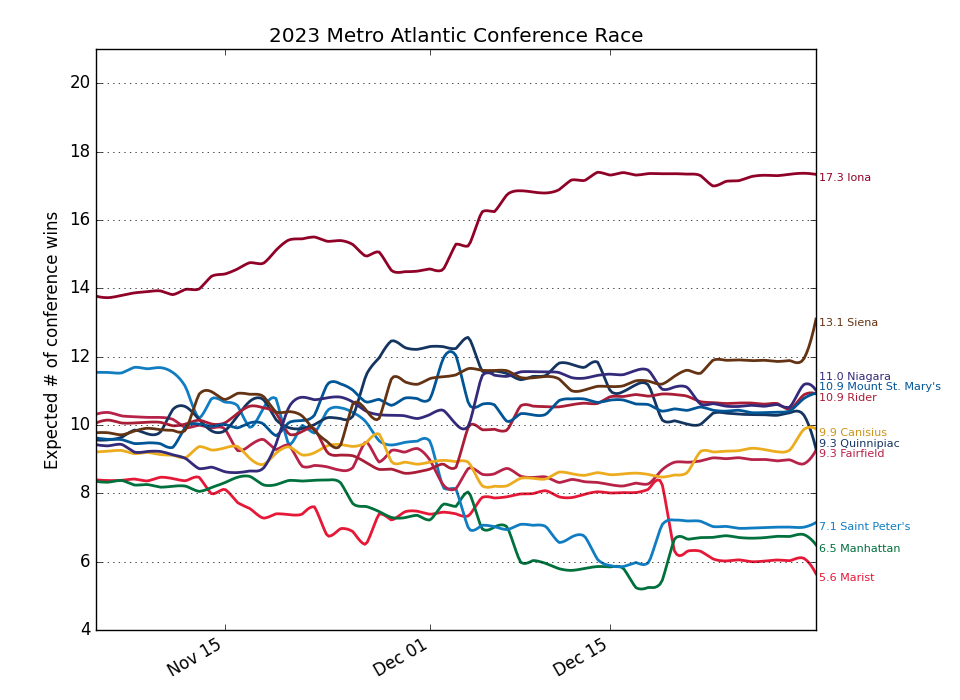 2023 Metro Atlantic Conference Race
Expected # of conference wins
20
18
16
14
12
10
8
6
4
Nov 15
Dec 01
Dec 15
17.3 Iona
13.1 Siena
11.0 Niagara
10.9 Mount St. Mary's
10.9 Rider
9.9 Canisius
9.3 Quinnipiac
9.3 Fairfield
7.1 Saint Peter's
6.5 Manhattan
5.6 Marist